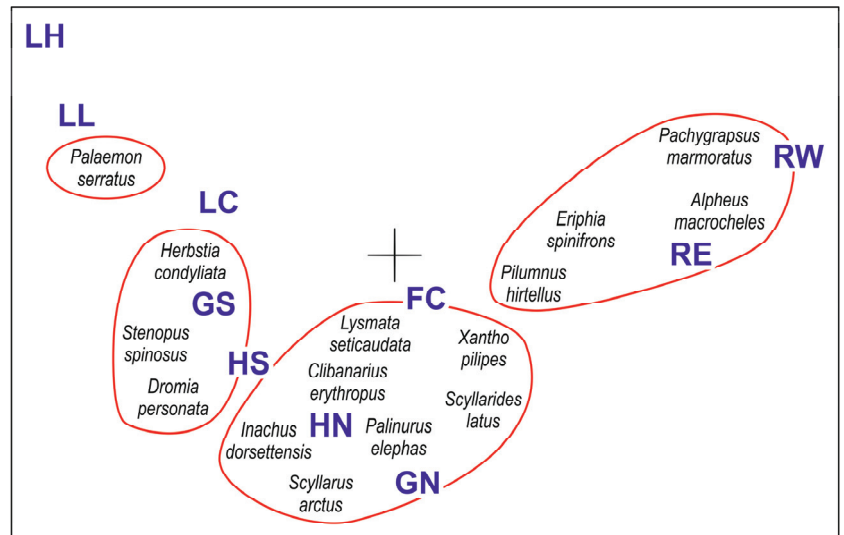 LH
LL
Palaemon
serratus
LC
Herbstia
condyliata
GS
Stenopus
spinosus
HS
Dromia
personata
FC
Lysmata
seticaudata
Xantho
pilipes
Clibanarius
erythropus
Scyllarides
latus
Inachus
dorsettensis
HN
Palinurus
elephas
Scyllarus
arctus
GN
Pachygrapsus
marmoratus
RW
Alpheus
macrocheles
Eriphia
spinifrons
RE
Pilumnus
hirtellus